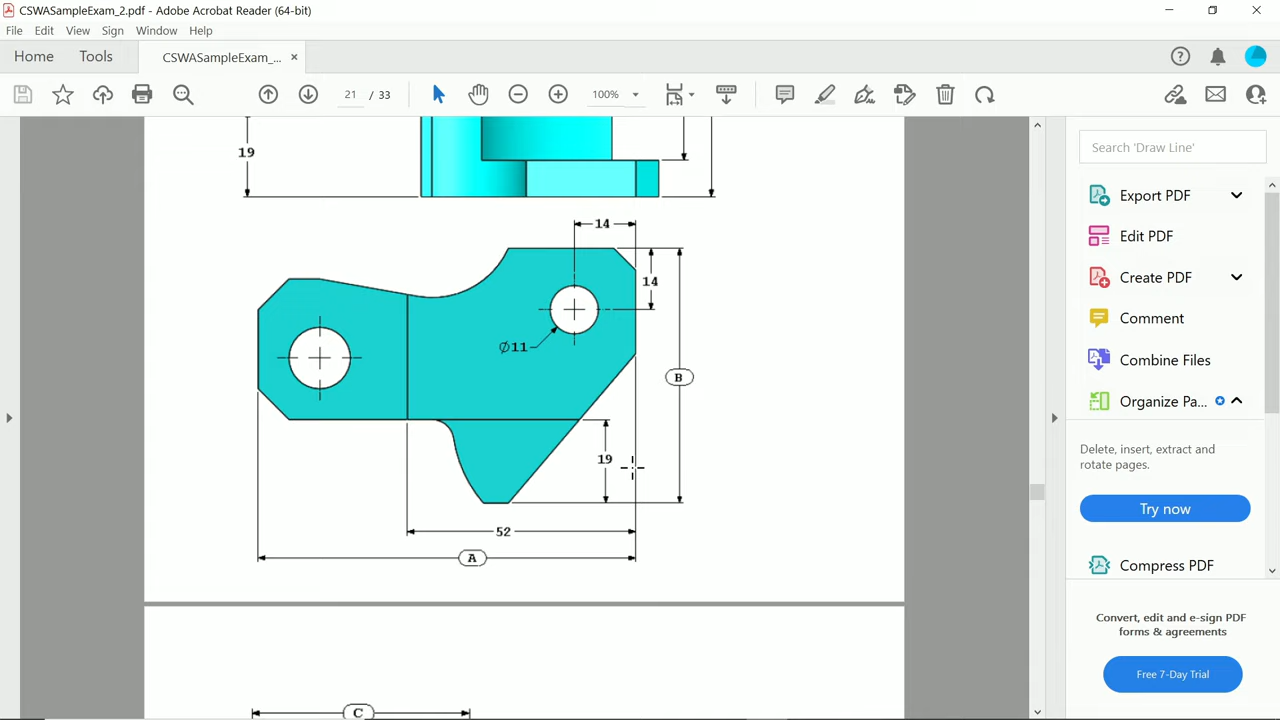 CSWASampleExam_2.pdf - Adobe Acrobat Reader (64-bit)
File Edit View Sign Window Help
Home Tools CSWASampleExam_... ×
21 / 33 100%
Search 'Draw Line'
19
Export PDF
Edit PDF
14
Create PDF
14
Comment
Ø11
Combine Files
B
Organize Pa...
Delete, insert, extract and
rotate pages.
19
Try now
52
A
Compress PDF
Convert, edit and e-sign PDF
forms & agreements
Free 7-Day Trial
C